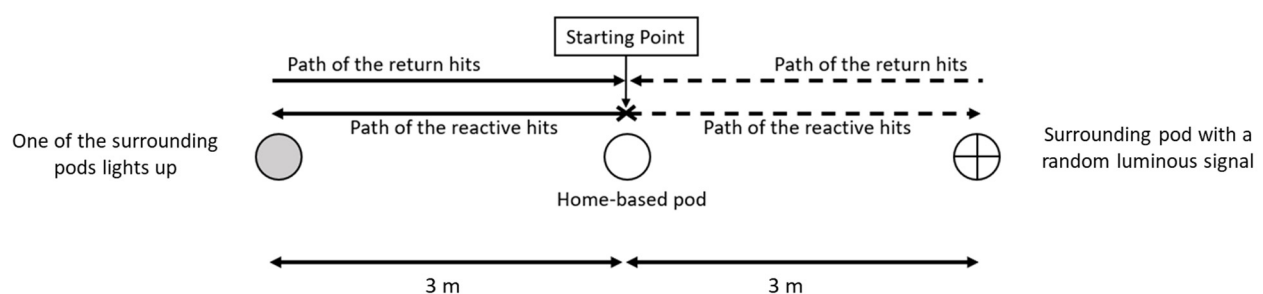 Starting Point
Path of the return hits
Path of the return hits
Path of the reactive hits
Path of the reactive hits
One of the surrounding
pods lights up
Surrounding pod with a
random luminous signal
Home-based pod
3 m
3 m